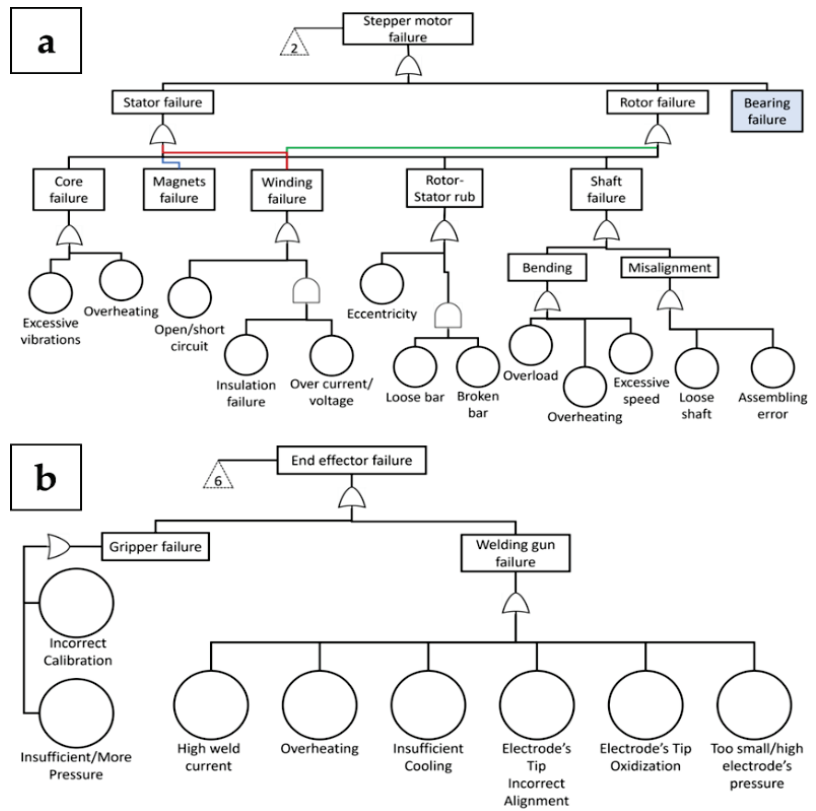 a
Stepper motor
failure
2
Stator failure
Rotor failure
Bearing
failure
Core
failure
Magnets
failure
Winding
failure
Rotor-
Stator rub
Shaft
failure
Bending
Misalignment
Excessive
vibrations
Overheating
Open/short
circuit
Insulation
failure
Over current/
voltage
Eccentricity
Loose bar
Broken
bar
Overload
Overheating
Excessive
speed
Loose
shaft
Assembling
error
b
End effector failure
6
Gripper failure
Welding gun
failure
Incorrect
Calibration
Insufficient/More
Pressure
High weld
current
Overheating
Insufficient
Cooling
Electrode's
Tip
Incorrect
Alignment
Electrode's Tip
Oxidization
Too small/high
electrode's
pressure